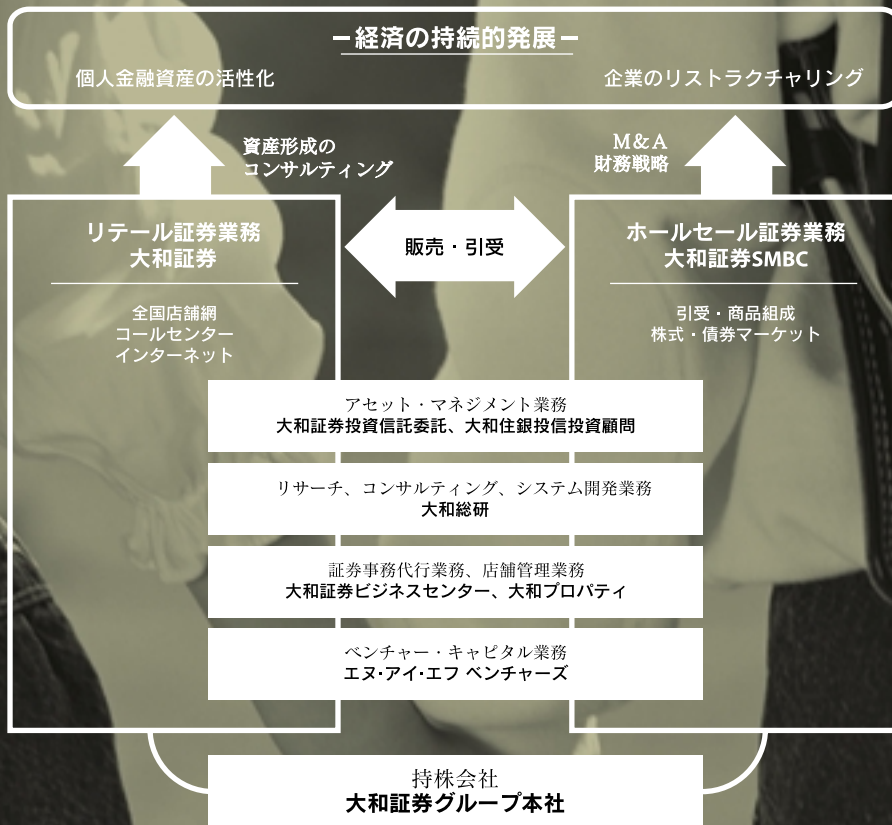 －経済の持続的発展－
個人金融資産の活性化
企業のリストラクチャリング
資産形成の
コンサルティング
M&A
財務戦略
リテール証券業務
大和証券
全国店舗網
コールセンター
インターネット
販売・引受
ホールセール証券業務
大和証券SMBC
引受・商品組成
株式・債券マーケット
アセット・マネジメント業務
大和証券投資信託委託、大和住銀投信投資顧問
リサーチ、コンサルティング、システム開発業務
大和総研
証券事務代行業務、店舗管理業務
大和証券ビジネスセンター、大和プロパティ
ベンチャー・キャピタル業務
エヌ・アイ・エフ ベンチャーズ
持株会社
大和証券グループ本社